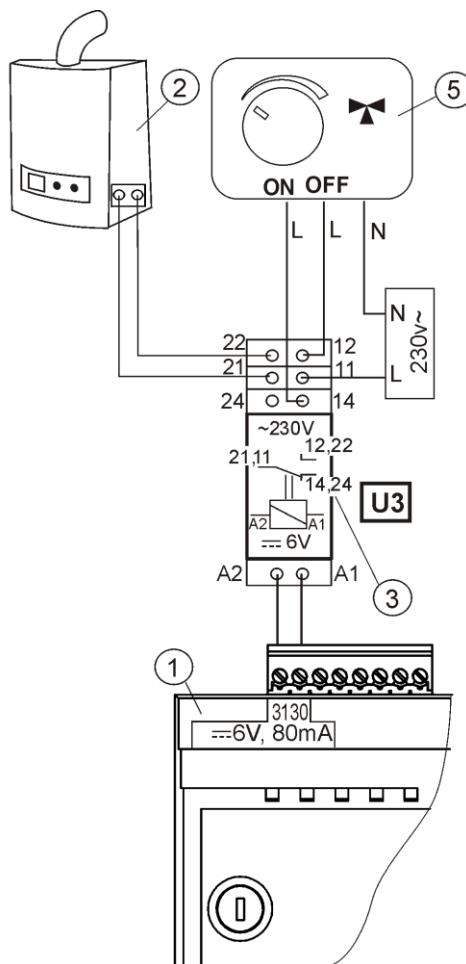 2
5
ON OFF
L L N
N
230v~
L
22 12
21 11
24 14
~230V
12,22
21,11
14,24
U3
A2 A1
6V
A2 A1
3
1
3130
6V, 80mA